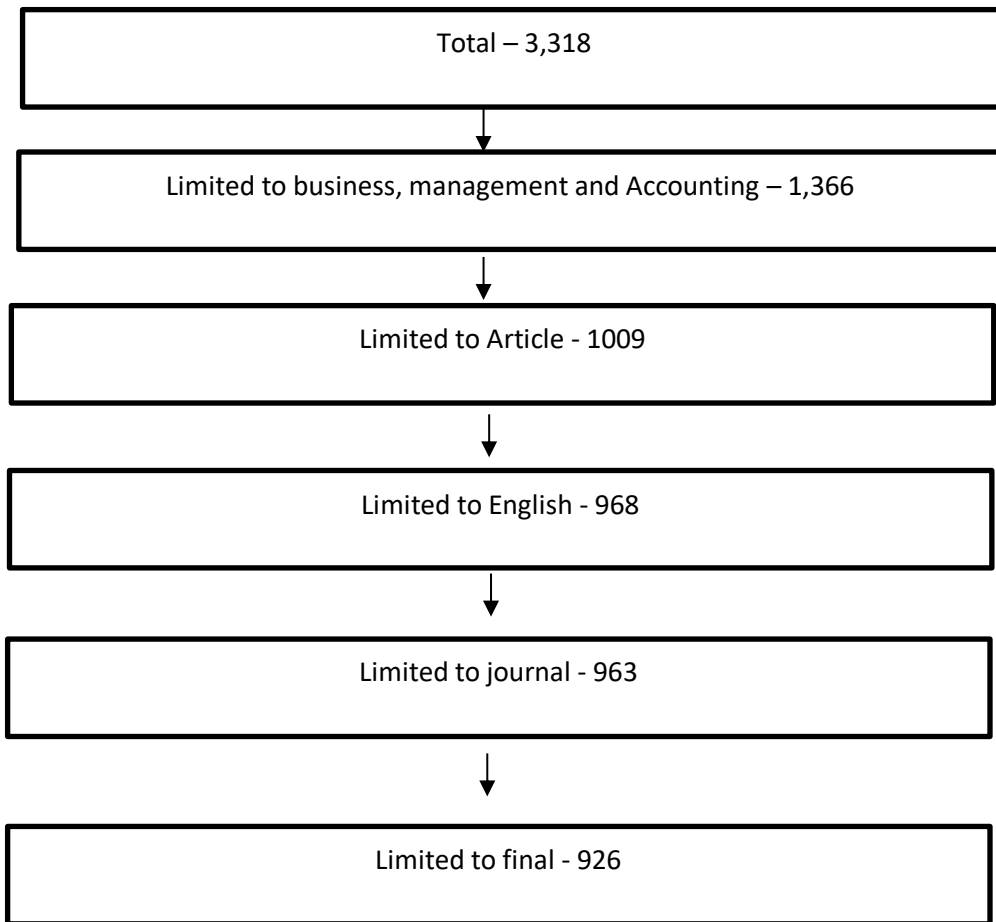 Total – 3,318
Limited to business, management and Accounting – 1,366
Limited to Article - 1009
Limited to English - 968
Limited to journal - 963
Limited to final - 926